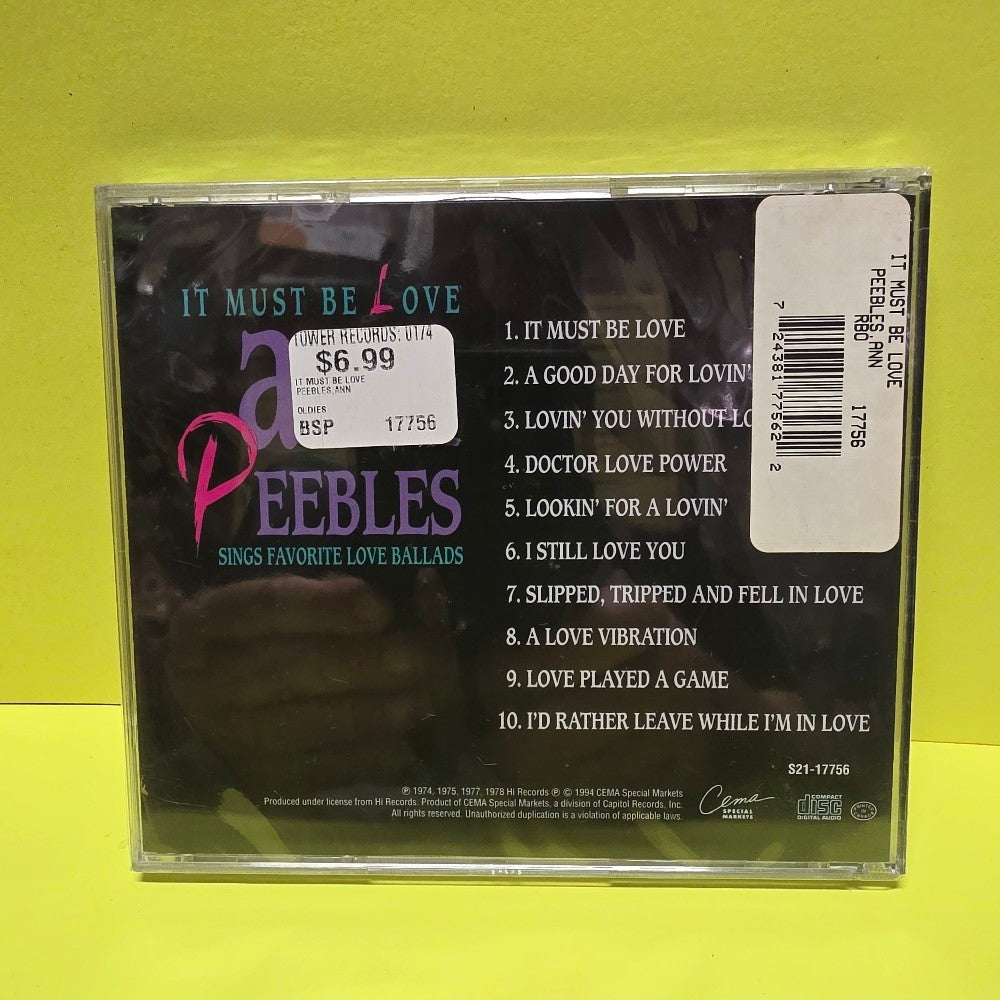 IT MUST BE LOVE
TOWER RECORDS: 0174
$6.99
IT MUST BE LOVE
PEEBLES,ANN
OLDIES
BSP 17756
a
PEEBLES
SINGS FAVORITE LOVE BALLADS
1. IT MUST BE LOVE
2. A GOOD DAY FOR LOVIN'
3. LOVIN' YOU WITHOUT LO
4. DOCTOR LOVE POWER
5. LOOKIN' FOR A LOVIN'
6. I STILL LOVE YOU
7. SLIPPED, TRIPPED AND FELL IN LOVE
8. A LOVE VIBRATION
9. LOVE PLAYED A GAME
10. I'D RATHER LEAVE WHILE I'M IN LOVE
IT MUST BE LOVE
PEEBLES,ANN
RBO 17756
7 24381 77562 2
S21-17756
℗ 1974, 1975, 1977, 1978 Hi Records ℗ © 1994 CEMA Special Markets
Produced under license from Hi Records. Product of CEMA Special Markets, a division of Capitol Records, Inc.
All rights reserved. Unauthorized duplication is a violation of applicable laws.
Cema
SPECIAL
MARKETS
COMPACT
disc
DIGITAL AUDIO